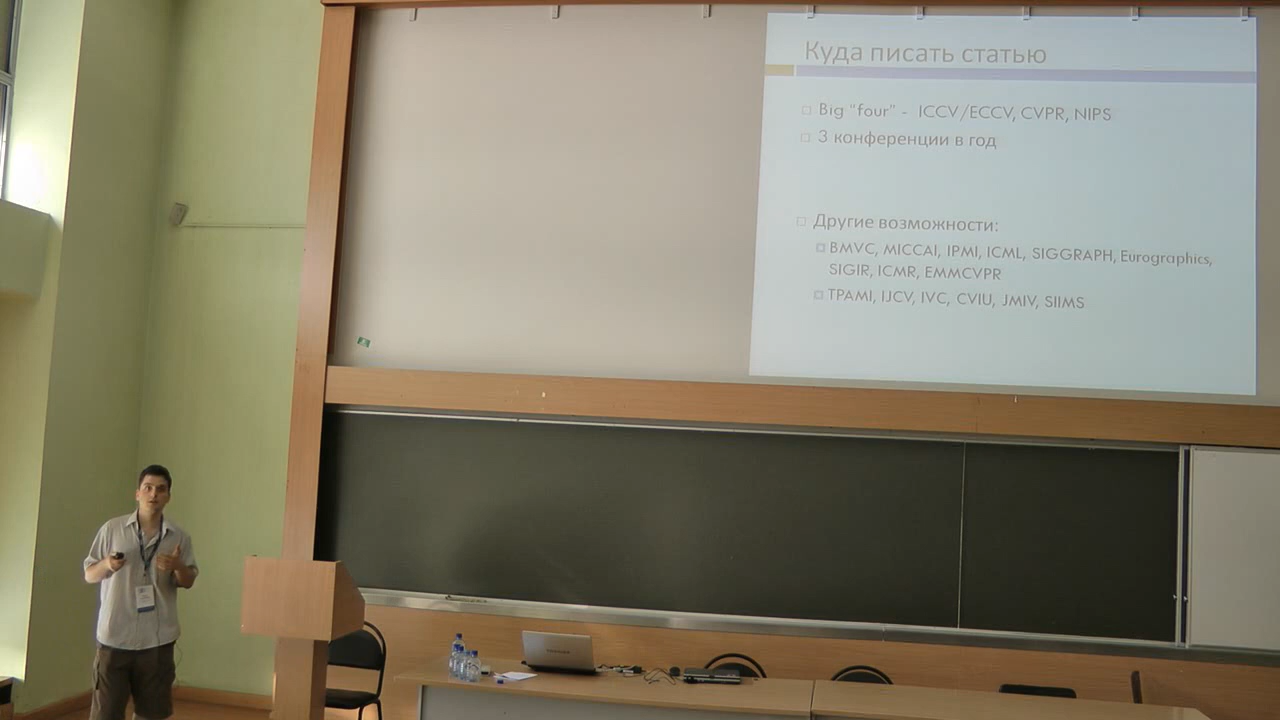 Куда писать статью
Big "four" - ICCV/ECCV, CVPR, NIPS
3 конференции в год
Другие возможности:
BMVC, MICCAI, IPMI, ICML, SIGGRAPH, Eurographics,
SIGIR, ICMR, EMMCVPR
TPAMI, IJCV, IVC, CVIU, JMIV, SIIMS